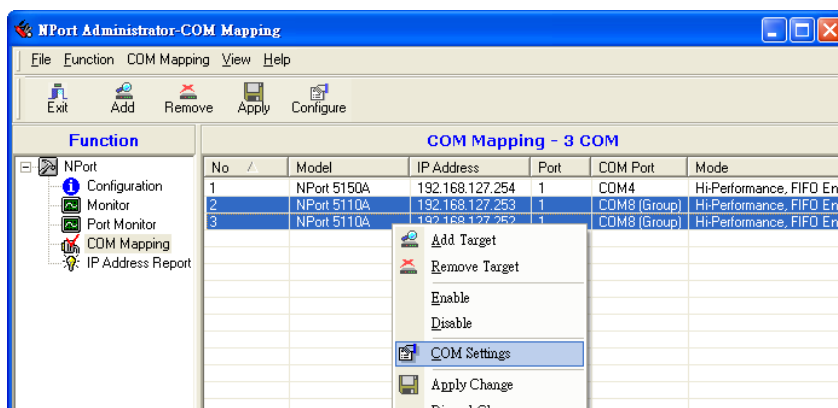 NPort Administrator-COM Mapping
File Function COM Mapping View Help
Exit Add Remove Apply Configure
Function
COM Mapping - 3 COM
NPort
Configuration
Monitor
Port Monitor
COM Mapping
IP Address Report
No Model IP Address Port COM Port Mode
1 NPort 5150A 192.168.127.254 1 COM4 Hi-Performance, FIFO En
2 NPort 5110A 192.168.127.253 1 COM8 (Group) Hi-Performance, FIFO En
3 NPort 5110A 192.168.127.252 1 COM8 (Group) Hi-Performance, FIFO En
Add Target
Remove Target
Enable
Disable
COM Settings
Apply Change